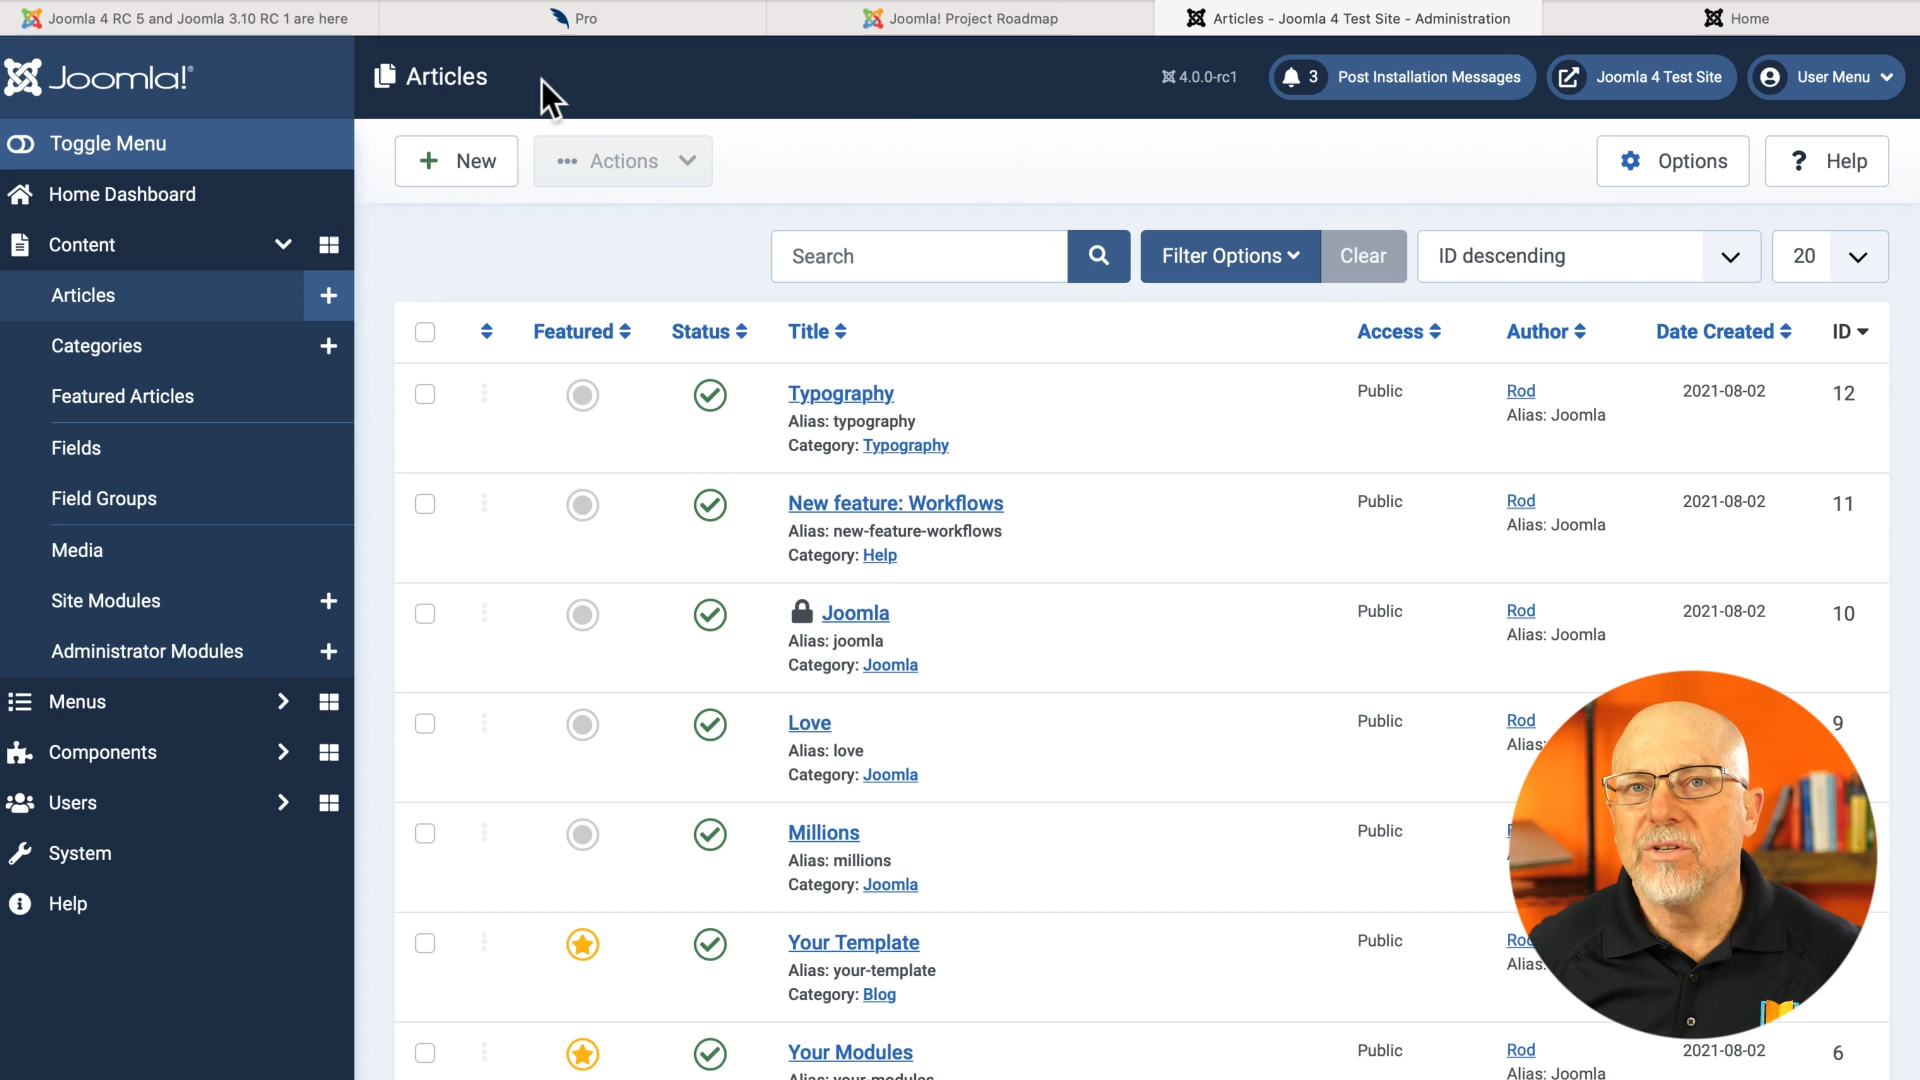 Joomla 4 RC 5 and Joomla 3.10 RC 1 are here
Pro
Joomla! Project Roadmap
Articles - Joomla 4 Test Site - Administration
Home
Joomla!
Articles
4.0.0-rc1
3 Post Installation Messages
Joomla 4 Test Site
User Menu
Toggle Menu
Home Dashboard
Content
Articles
Categories
Featured Articles
Fields
Field Groups
Media
Site Modules
Administrator Modules
Menus
Components
Users
System
Help
New
Actions
Options
Help
Search
Filter Options
Clear
ID descending
20
Featured Status Title Access Author Date Created ID
Typography Public Rod 2021-08-02 12
Alias: typography Alias: Joomla
Category: Typography
New feature: Workflows Public Rod 2021-08-02 11
Alias: new-feature-workflows Alias: Joomla
Category: Help
Joomla Public Rod 2021-08-02 10
Alias: joomla Alias: Joomla
Category: Joomla
Love Public Rod 9
Alias: love Alias:
Category: Joomla
Millions Public
Alias: millions
Category: Joomla
Your Template Public
Alias: your-template Alias:
Category: Blog
Your Modules Public Rod 2021-08-02 6
Alias: your-modules Alias: Joomla